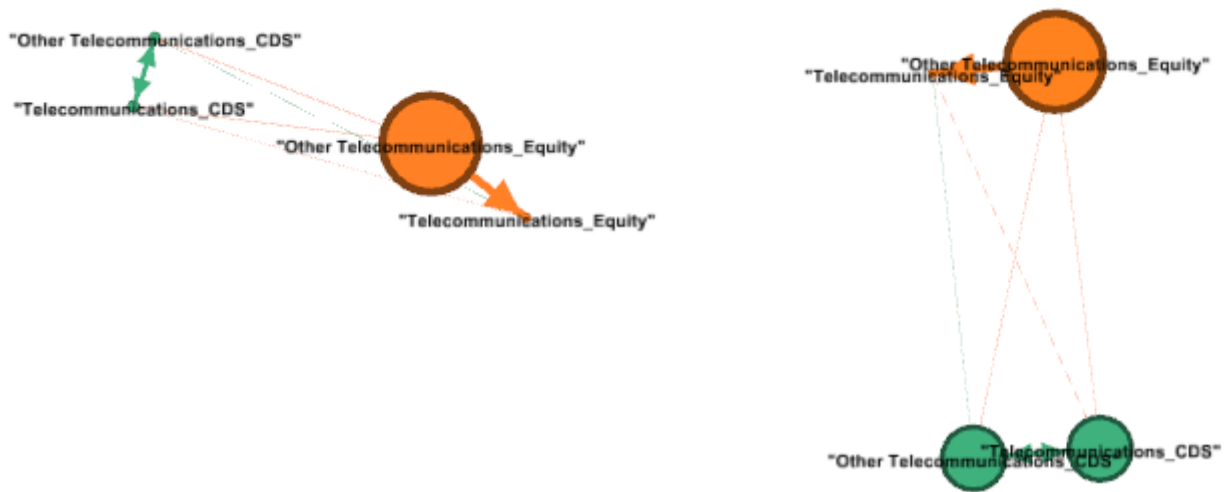 "Other Telecommunications_CDS"
"Telecommunications_CDS"
"Other Telecommunications_Equity"
"Telecommunications_Equity"
"Other Telecommunications_Equity"
"Telecommunications_Equity"
"Telecommunications_CDS"
"Other Telecommunications_CDS"